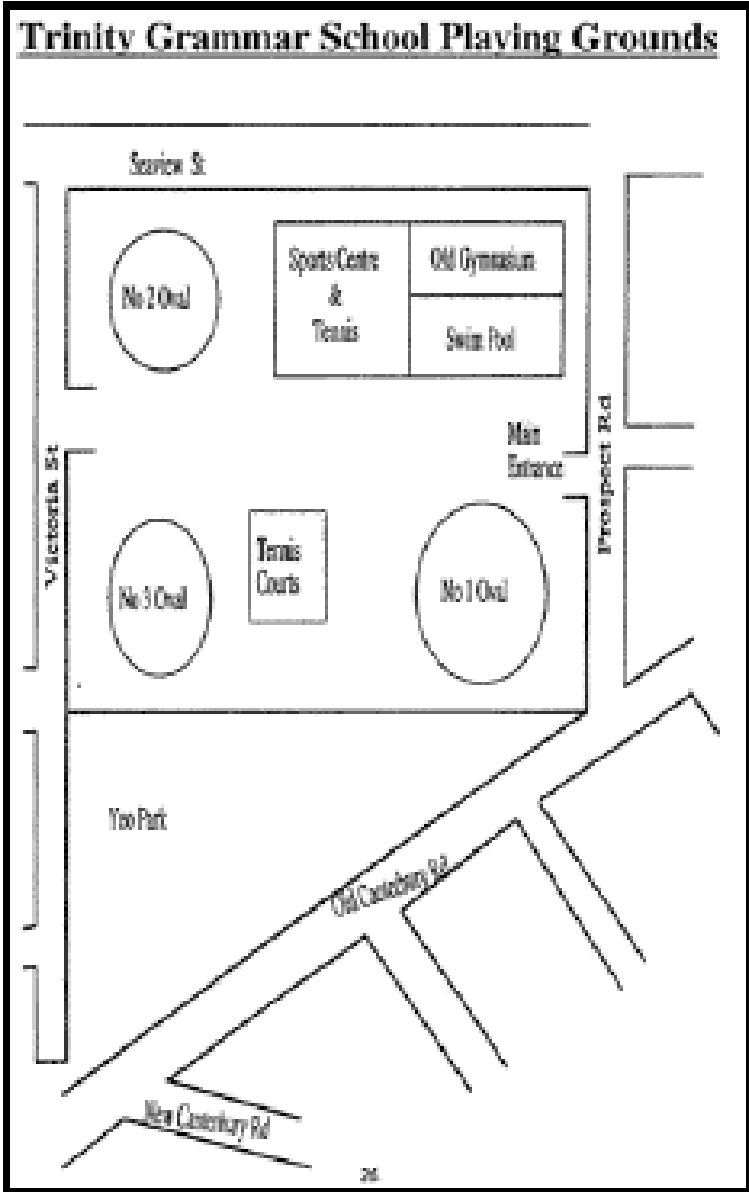 Trinity Grammar School Playing Grounds
Seaview St
No 2 Oval
Sports Centre
&
Tennis
Old Gymnasium
Swim Pool
Main
Entrance
Prospect Rd
Victoria St
No 3 Oval
Tennis
Courts
No 1 Oval
Yeo Park
Old Canterbury Rd
New Canterbury Rd